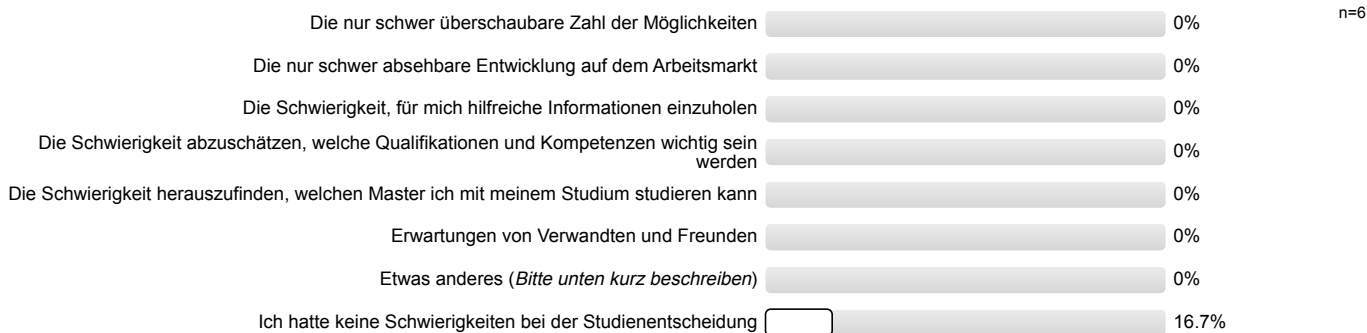 Die nur schwer überschaubare Zahl der Möglichkeiten 0% n=6
Die nur schwer absehbare Entwicklung auf dem Arbeitsmarkt 0%
Die Schwierigkeit, für mich hilfreiche Informationen einzuholen 0%
Die Schwierigkeit abzuschätzen, welche Qualifikationen und Kompetenzen wichtig sein
werden 0%
Die Schwierigkeit herauszufinden, welchen Master ich mit meinem Studium studieren kann 0%
Erwartungen von Verwandten und Freunden 0%
Etwas anderes (Bitte unten kurz beschreiben) 0%
Ich hatte keine Schwierigkeiten bei der Studienentscheidung 16.7%